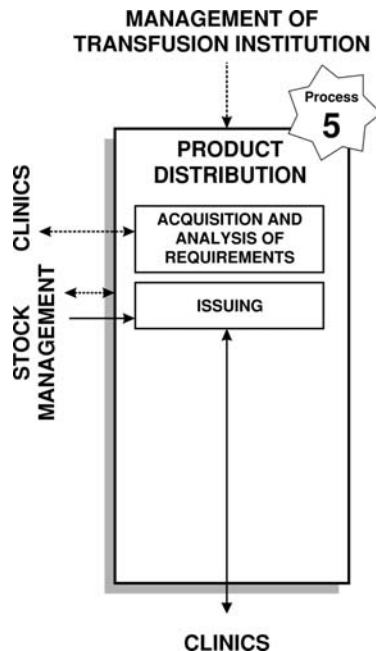 MANAGEMENT OF
TRANSFUSION INSTITUTION
Process
5
PRODUCT
DISTRIBUTION
CLINICS
ACQUISITION AND
ANALYSIS OF
REQUIREMENTS
STOCK
MANAGEMENT
ISSUING
CLINICS